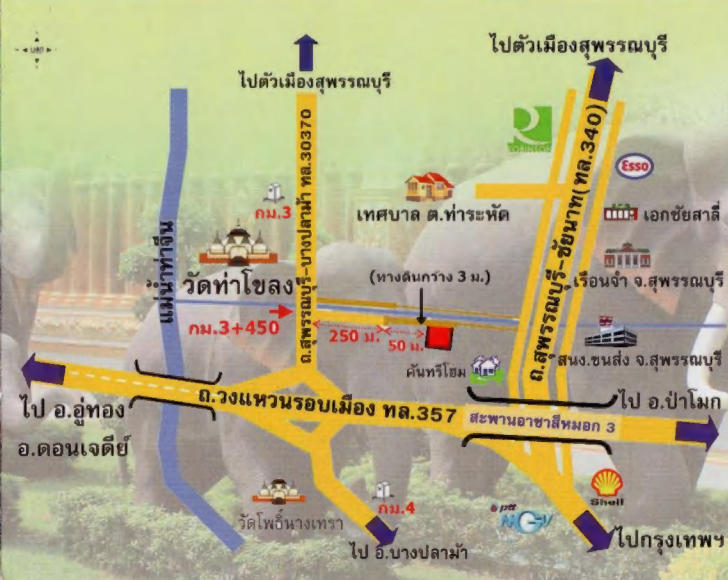 ไปตัวเมืองสุพรรณบุรี
ไปตัวเมืองสุพรรณบุรี
ถ.สุพรรณบุรี-บางปลาม้า ทล.30370
ถ.สุพรรณบุรี-ชัยนาท(ทล.340)
ROBINSON
Esso
กม.3
เทศบาล ต.ท่าระหัด
เอกชัยสาลี่
แม่น้ำท่าจีน
วัดท่าโขลง
(ทางดินกว้าง 3 ม.)
เรือนจำ จ.สุพรรณบุรี
กม.3+450
250 ม.
50 ม.
สนง.ขนส่ง จ.สุพรรณบุรี
คันทรีโฮม
ไป อ.อู่ทอง
อ.ดอนเจดีย์
ถ.วงแหวนรอบเมือง ทล.357
สะพานอาชาสีหมอก 3
ไป อ.ป่าโมก
วัดโพธิ์นางเทรา
กม.4
ptt
NGV
Shell
ไป อ.บางปลาม้า
ไปกรุงเทพฯ